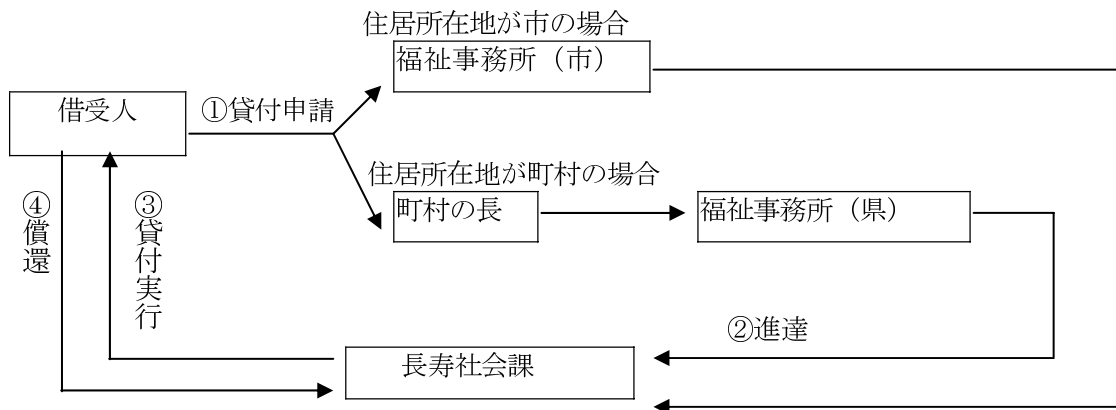 住居所在地が市の場合
福祉事務所（市）
借受人
①貸付申請
住居所在地が町村の場合
町村の長
福祉事務所（県）
④償還
③貸付実行
②進達
長寿社会課